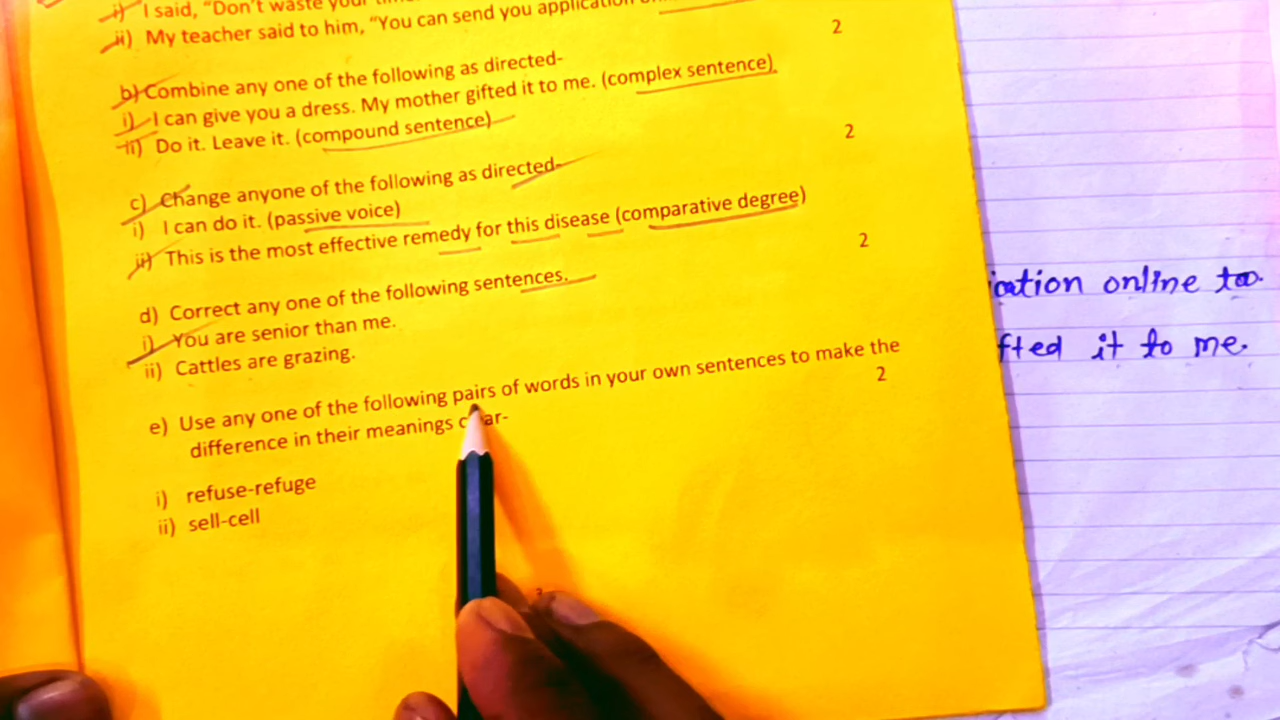 i) I said, "Don't waste your
ii) My teacher said to him, "You can send you application
2
b) Combine any one of the following as directed-
i) I can give you a dress. My mother gifted it to me. (complex sentence)
ii) Do it. Leave it. (compound sentence)
2
c) Change anyone of the following as directed-
i) I can do it. (passive voice)
ii) This is the most effective remedy for this disease (comparative degree)
2
d) Correct any one of the following sentences.
i) You are senior than me.
ii) Cattles are grazing.
e) Use any one of the following pairs of words in your own sentences to make the
difference in their meanings
2
i) refuse-refuge
ii) sell-cell
online too.
it to me.